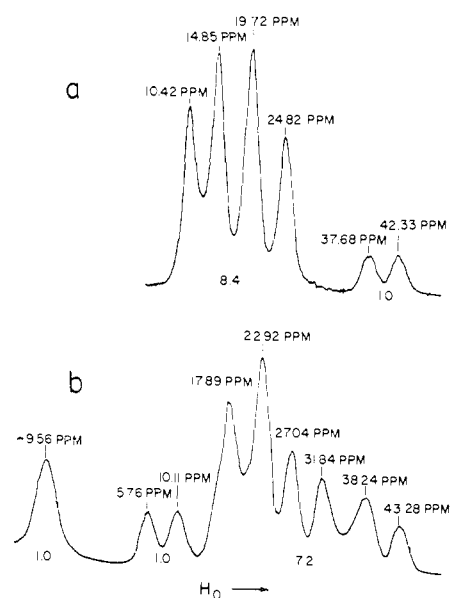 a
19.72 PPM
14.85 PPM
10.42 PPM
24.82 PPM
37.68 PPM
42.33 PPM
8.4
1.0
b
22.92 PPM
17.89 PPM
27.04 PPM
31.84 PPM
38.24 PPM
43.28 PPM
~9.56 PPM
5.76 PPM
10.11 PPM
1.0
1.0
7.2
H₀ →